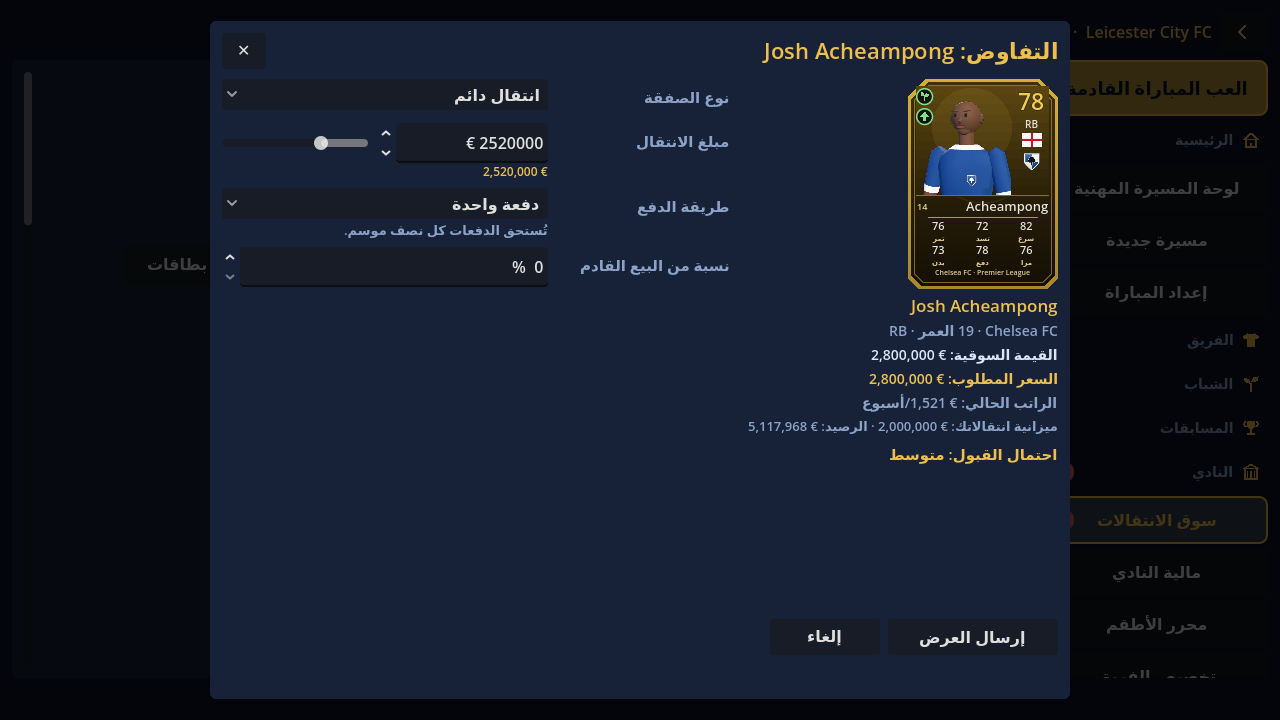 التفاوض: Josh Acheampong
×
78
RB
Acheampong
14
82 72 76
سرع تسد تمر
76 78 73
مرا دفع بدن
Chelsea FC · Premier League
Josh Acheampong
RB · العمر 19 · Chelsea FC
القيمة السوقية: € 2,800,000
السعر المطلوب: € 2,800,000
الراتب الحالي: € 1,521/أسبوع
ميزانية انتقالاتك: € 2,000,000 · الرصيد: € 5,117,968
احتمال القبول: متوسط
نوع الصفقة
انتقال دائم
مبلغ الانتقال
€ 2520000
2,520,000 €
طريقة الدفع
دفعة واحدة
تُستحق الدفعات كل نصف موسم.
نسبة من البيع القادم
% 0
إرسال العرض
إلغاء
· Leicester City FC
العب المباراة القادمة
الرئيسية
لوحة المسيرة المهنية
مسيرة جديدة
إعداد المباراة
الفريق
الشباب
المسابقات
النادي
سوق الانتقالات
مالية النادي
محرر الأطقم
تخصيص الفريق
بطاقات